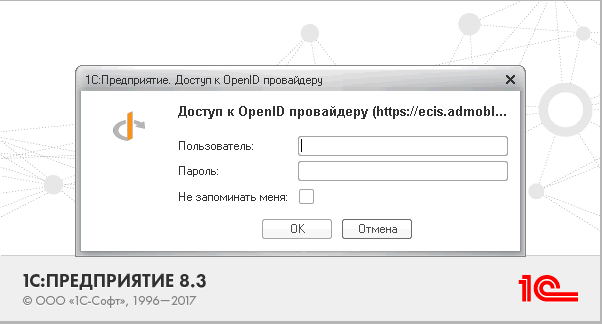 1С:Предприятие. Доступ к OpenID провайдеру
Доступ к OpenID провайдеру (https://ecis.admobl...
Пользователь:
Пароль:
Не запоминать меня:
OK
Отмена
1С:ПРЕДПРИЯТИЕ 8.3
© ООО «1С-Софт», 1996—2017
1С